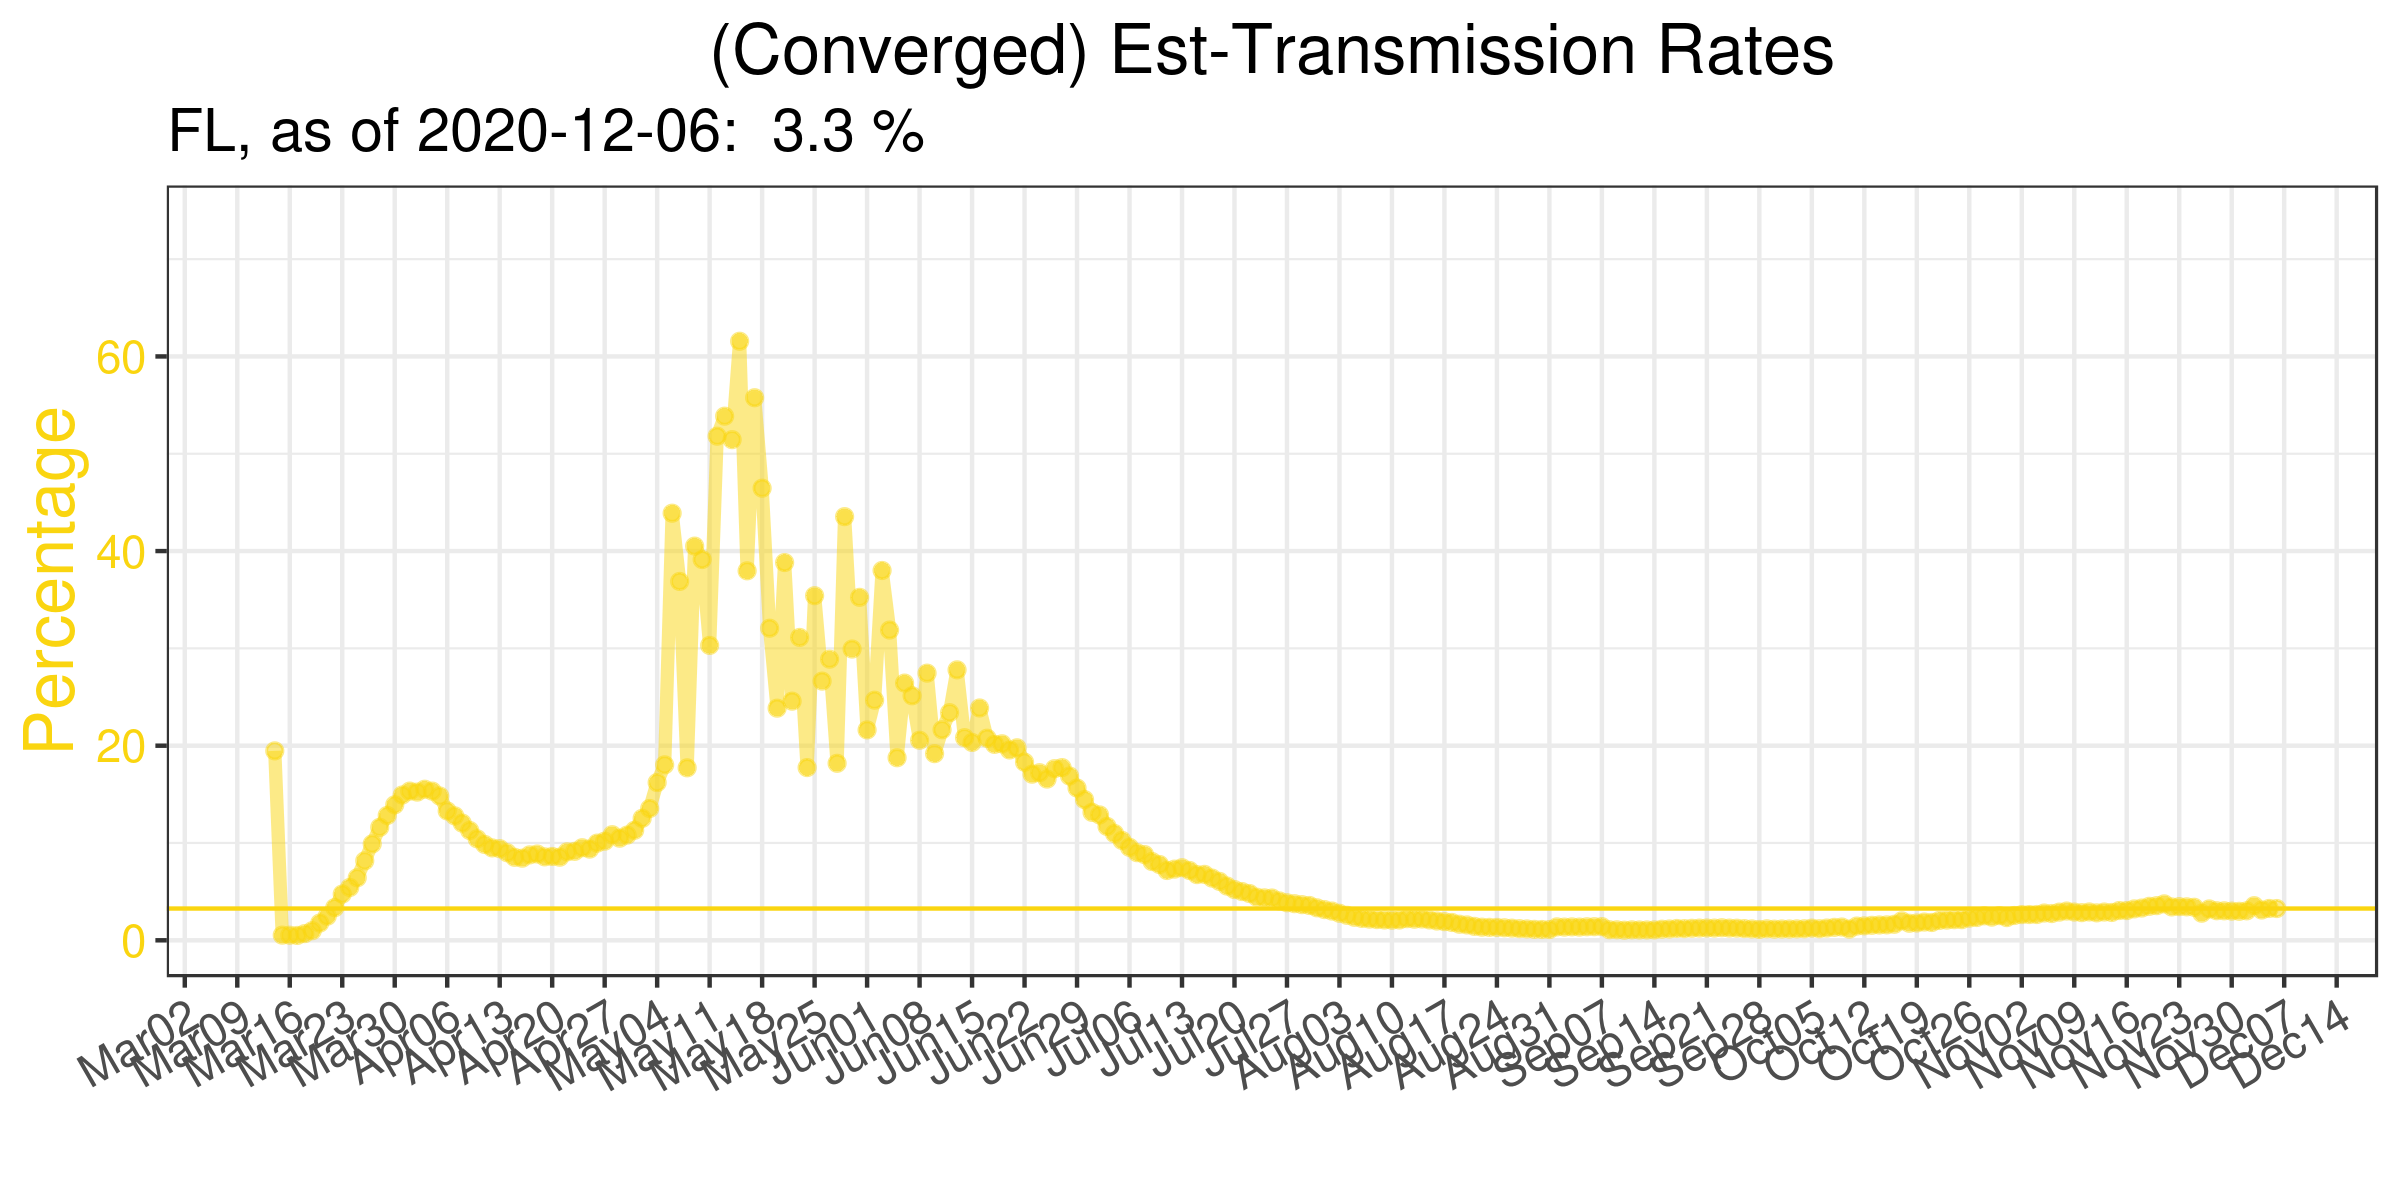 (Converged) Est-Transmission Rates
FL, as of 2020-12-06:  3.3 %
Percentage
60
40
20
0
Mar02
Mar09
Mar16
Mar23
Mar30
Apr06
Apr13
Apr20
Apr27
May04
May11
May18
May25
Jun01
Jun08
Jun15
Jun22
Jun29
Jul06
Jul13
Jul20
Jul27
Aug03
Aug10
Aug17
Aug24
Aug31
Sep07
Sep14
Sep21
Sep28
Oct05
Oct12
Oct19
Oct26
Nov02
Nov09
Nov16
Nov23
Nov30
Dec07
Dec14